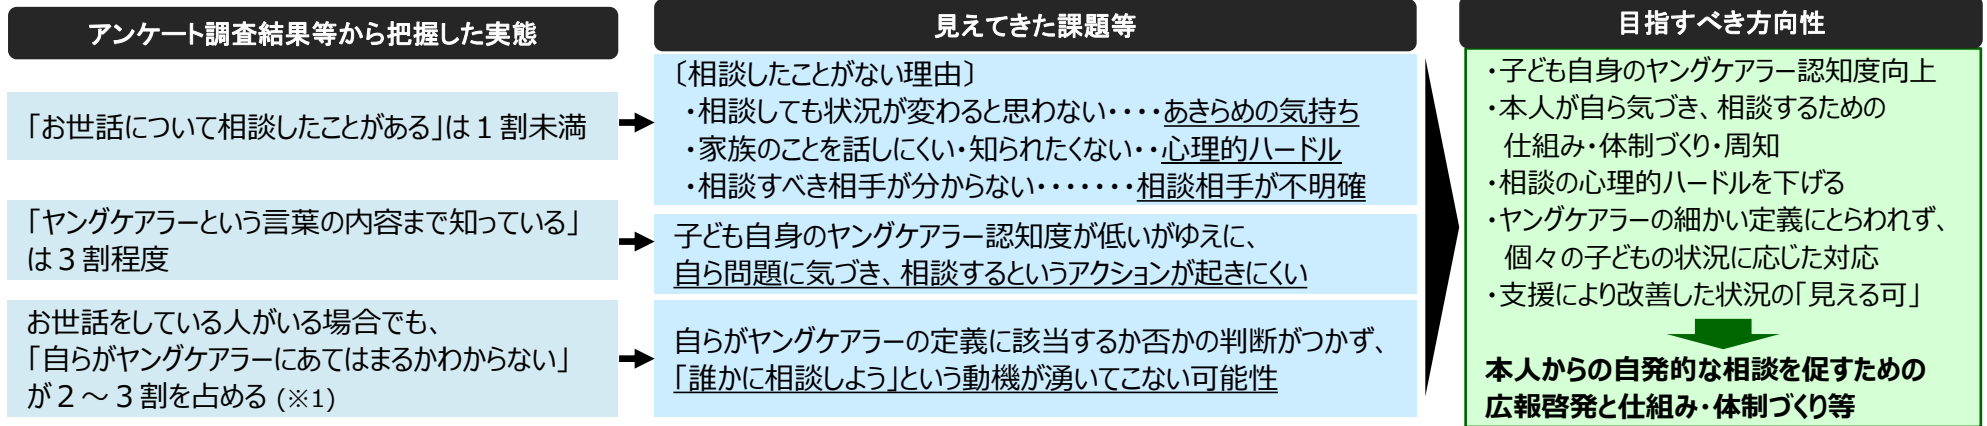 アンケート調査結果等から把握した実態
「お世話について相談したことがある」は１割未満
「ヤングケアラーという言葉の内容まで知っている」
は３割程度
お世話をしている人がいる場合でも、
「自らがヤングケアラーにあてはまるかわからない」
が２～３割を占める (※1)
見えてきた課題等
〔相談したことがない理由〕
・相談しても状況が変わると思わない・・・・あきらめの気持ち
・家族のことを話しにくい・知られたくない・・心理的ハードル
・相談すべき相手が分からない・・・・・・・相談相手が不明確
子ども自身のヤングケアラー認知度が低いがゆえに、
自ら問題に気づき、相談するというアクションが起きにくい
自らがヤングケアラーの定義に該当するか否かの判断がつかず、
「誰かに相談しよう」という動機が湧いてこない可能性
目指すべき方向性
・子ども自身のヤングケアラー認知度向上
・本人が自ら気づき、相談するための
仕組み・体制づくり・周知
・相談の心理的ハードルを下げる
・ヤングケアラーの細かい定義にとらわれず、
個々の子どもの状況に応じた対応
・支援により改善した状況の「見える可」
本人からの自発的な相談を促すための
広報啓発と仕組み・体制づくり等